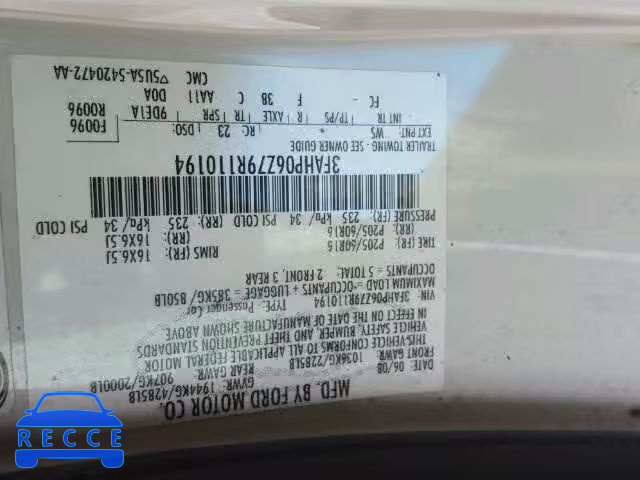 MFD. BY FORD MOTOR CO.
DATE: 06/08 GVWR: 1944KG/4285LB
FRONT GAWR: REAR GAWR:
1036KG/2285LB 907KG/2000LB
THIS VEHICLE CONFORMS TO ALL APPLICABLE FEDERAL MOTOR
VEHICLE SAFETY, BUMPER, AND THEFT PREVENTION STANDARDS
IN EFFECT ON THE DATE OF MANUFACTURE SHOWN ABOVE
VIN: 3FAHP06Z79R110194 TYPE: Passenger Car
MAXIMUM LOAD = OCCUPANTS + LUGGAGE = 385KG / 850LB
OCCUPANTS = 5 TOTAL: 2 FRONT, 3 REAR
TIRE P205/60R16 RIMS (FR): 16X6.5J
P205/60R16 (RR): 16X6.5J
PRESSURE (FR): 235 kPa/ 34 (RR): 235 kPa/34 PSI COLD
PSI COLD
3FAHP06Z79R110194
TRAILER TOWING - SEE OWNER GUIDE
EXT PNT: WS RC: 23 DSO: F0096
R0096
INT TR TP/PS R AXLE TR SPR 9DE1A
FC F 38 C AA11 DOA
CMC
▽5U5A-5420472-AA
RECCE